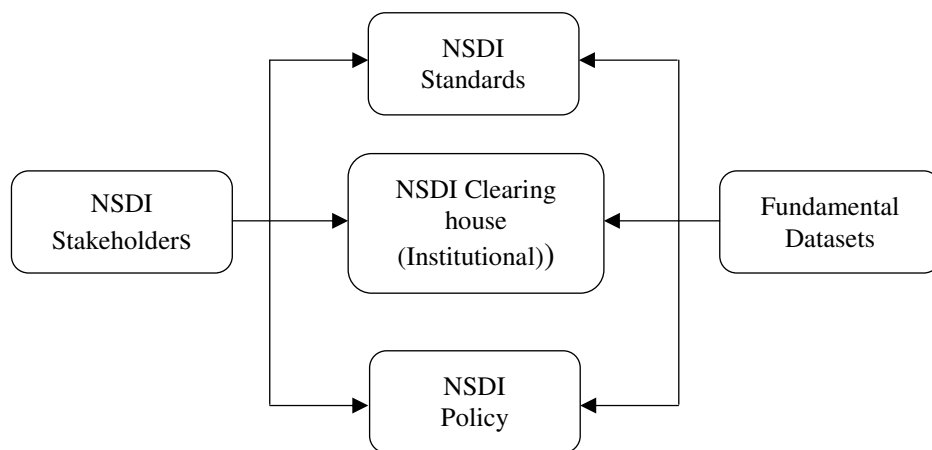 NSDI
Standards
NSDI
Stakeholders
NSDI Clearing
house
(Institutional))
Fundamental
Datasets
NSDI
Policy